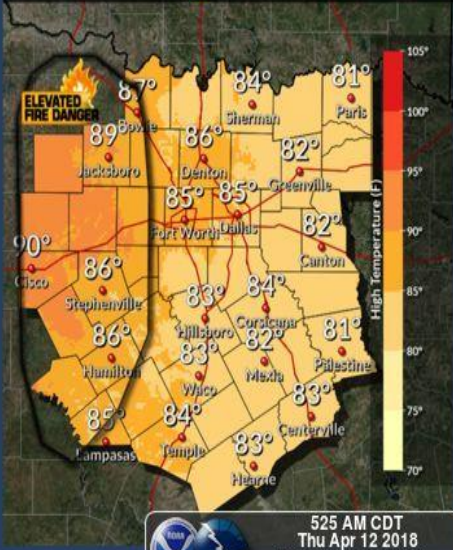 ELEVATED
FIRE DANGER
87°
Bowie
84°
Sherman
81°
Paris
89°
Jacksboro
86°
Denton
82°
Greenville
85°
Fort Worth
85°
Dallas
82°
Canton
90°
Cisco
86°
Stephenville
83°
Hillsboro
84°
Corsicana
86°
Hamilton
83°
Waco
82°
Mexia
81°
Palestine
85°
Lampasas
84°
Temple
83°
Centerville
83°
Hearne
105°
100°
95°
90°
85°
80°
75°
70°
High Temperature (F)
NOAA
525 AM CDT
Thu Apr 12 2018